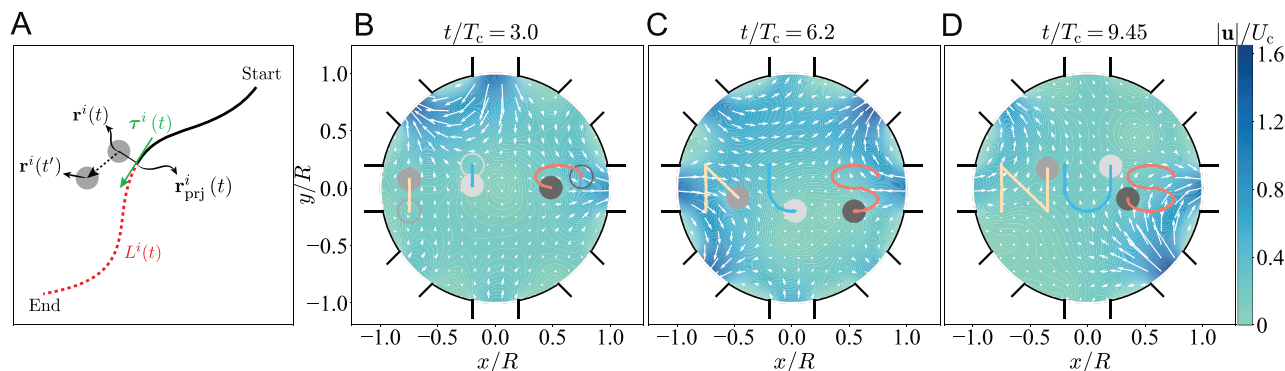 A
Start
r^i(t)
τ^i(t)
r^i(t′)
r^i_prj(t)
L^i(t)
End
B
t/T_c = 3.0
y/R
1.0
0.5
0.0
−0.5
−1.0
−1.0 −0.5 0.0 0.5 1.0
x/R
C
t/T_c = 6.2
−1.0 −0.5 0.0 0.5 1.0
x/R
D
t/T_c = 9.45
−1.0 −0.5 0.0 0.5 1.0
x/R
|u|/U_c
1.6
1.2
0.8
0.4
0